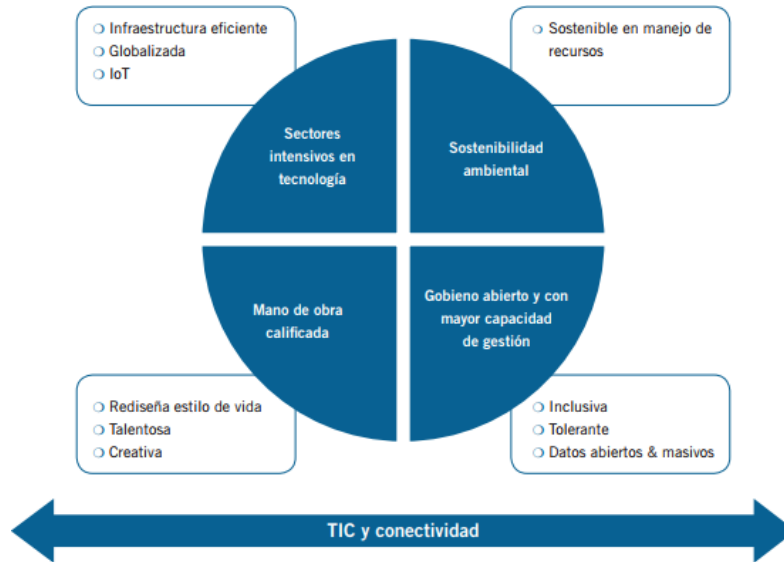 Infraestructura eficiente
Globalizada
IoT
Sostenible en manejo de
recursos
Sectores
intensivos en
tecnología
Sostenibilidad
ambiental
Mano de obra
calificada
Gobieno abierto y con
mayor capacidad
de gestión
Rediseña estilo de vida
Talentosa
Creativa
Inclusiva
Tolerante
Datos abiertos & masivos
TIC y conectividad